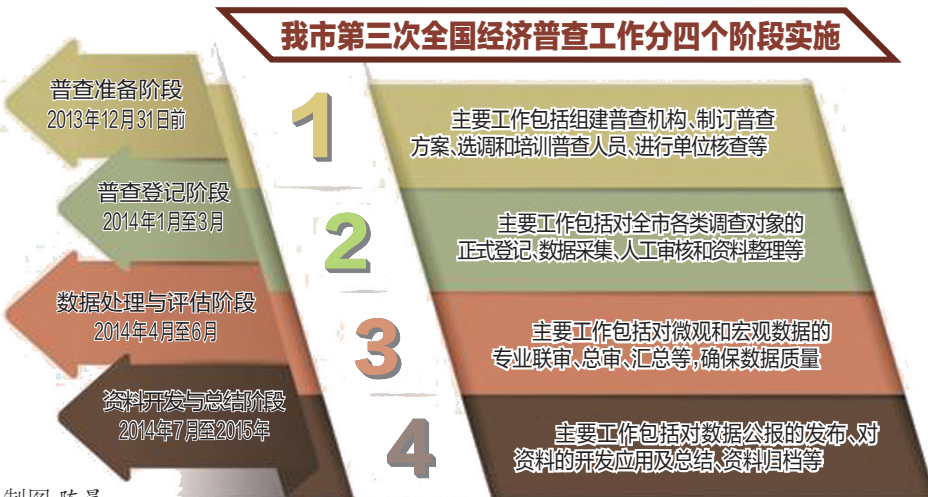 我市第三次全国经济普查工作分四个阶段实施
普查准备阶段
2013年12月31日前
1
主要工作包括组建普查机构、制订普查
方案、选调和培训普查人员、进行单位核查等
普查登记阶段
2014年1月至3月
2
主要工作包括对全市各类调查对象的
正式登记、数据采集、人工审核和资料整理等
数据处理与评估阶段
2014年4月至6月
3
主要工作包括对微观和宏观数据的
专业联审、总审、汇总等,确保数据质量
资料开发与总结阶段
2014年7月至2015年
4
主要工作包括对数据公报的发布、对
资料的开发应用及总结、资料归档等
制图 陈